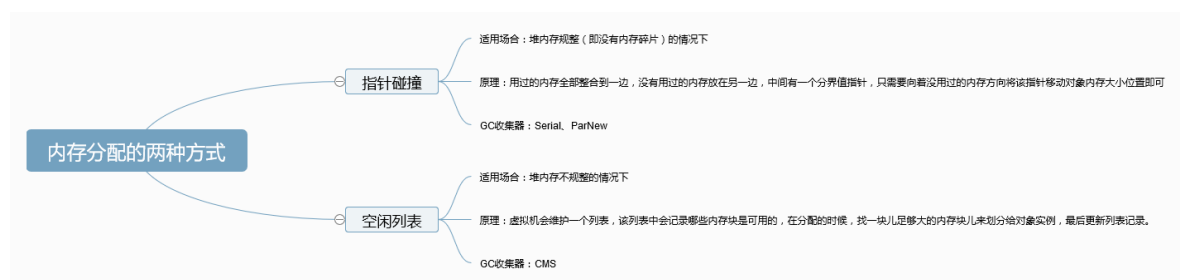 内存分配的两种方式
指针碰撞
适用场合：堆内存规整（即没有内存碎片）的情况下
原理：用过的内存全部整合到一边，没有用过的内存放在另一边，中间有一个分界值指针，只需要向着没用过的内存方向将该指针移动对象内存大小位置即可
GC收集器：Serial、ParNew
空闲列表
适用场合：堆内存不规整的情况下
原理：虚拟机会维护一个列表，该列表中会记录哪些内存块是可用的，在分配的时候，找一块儿足够大的内存块儿来划分给对象实例，最后更新列表记录。
GC收集器：CMS